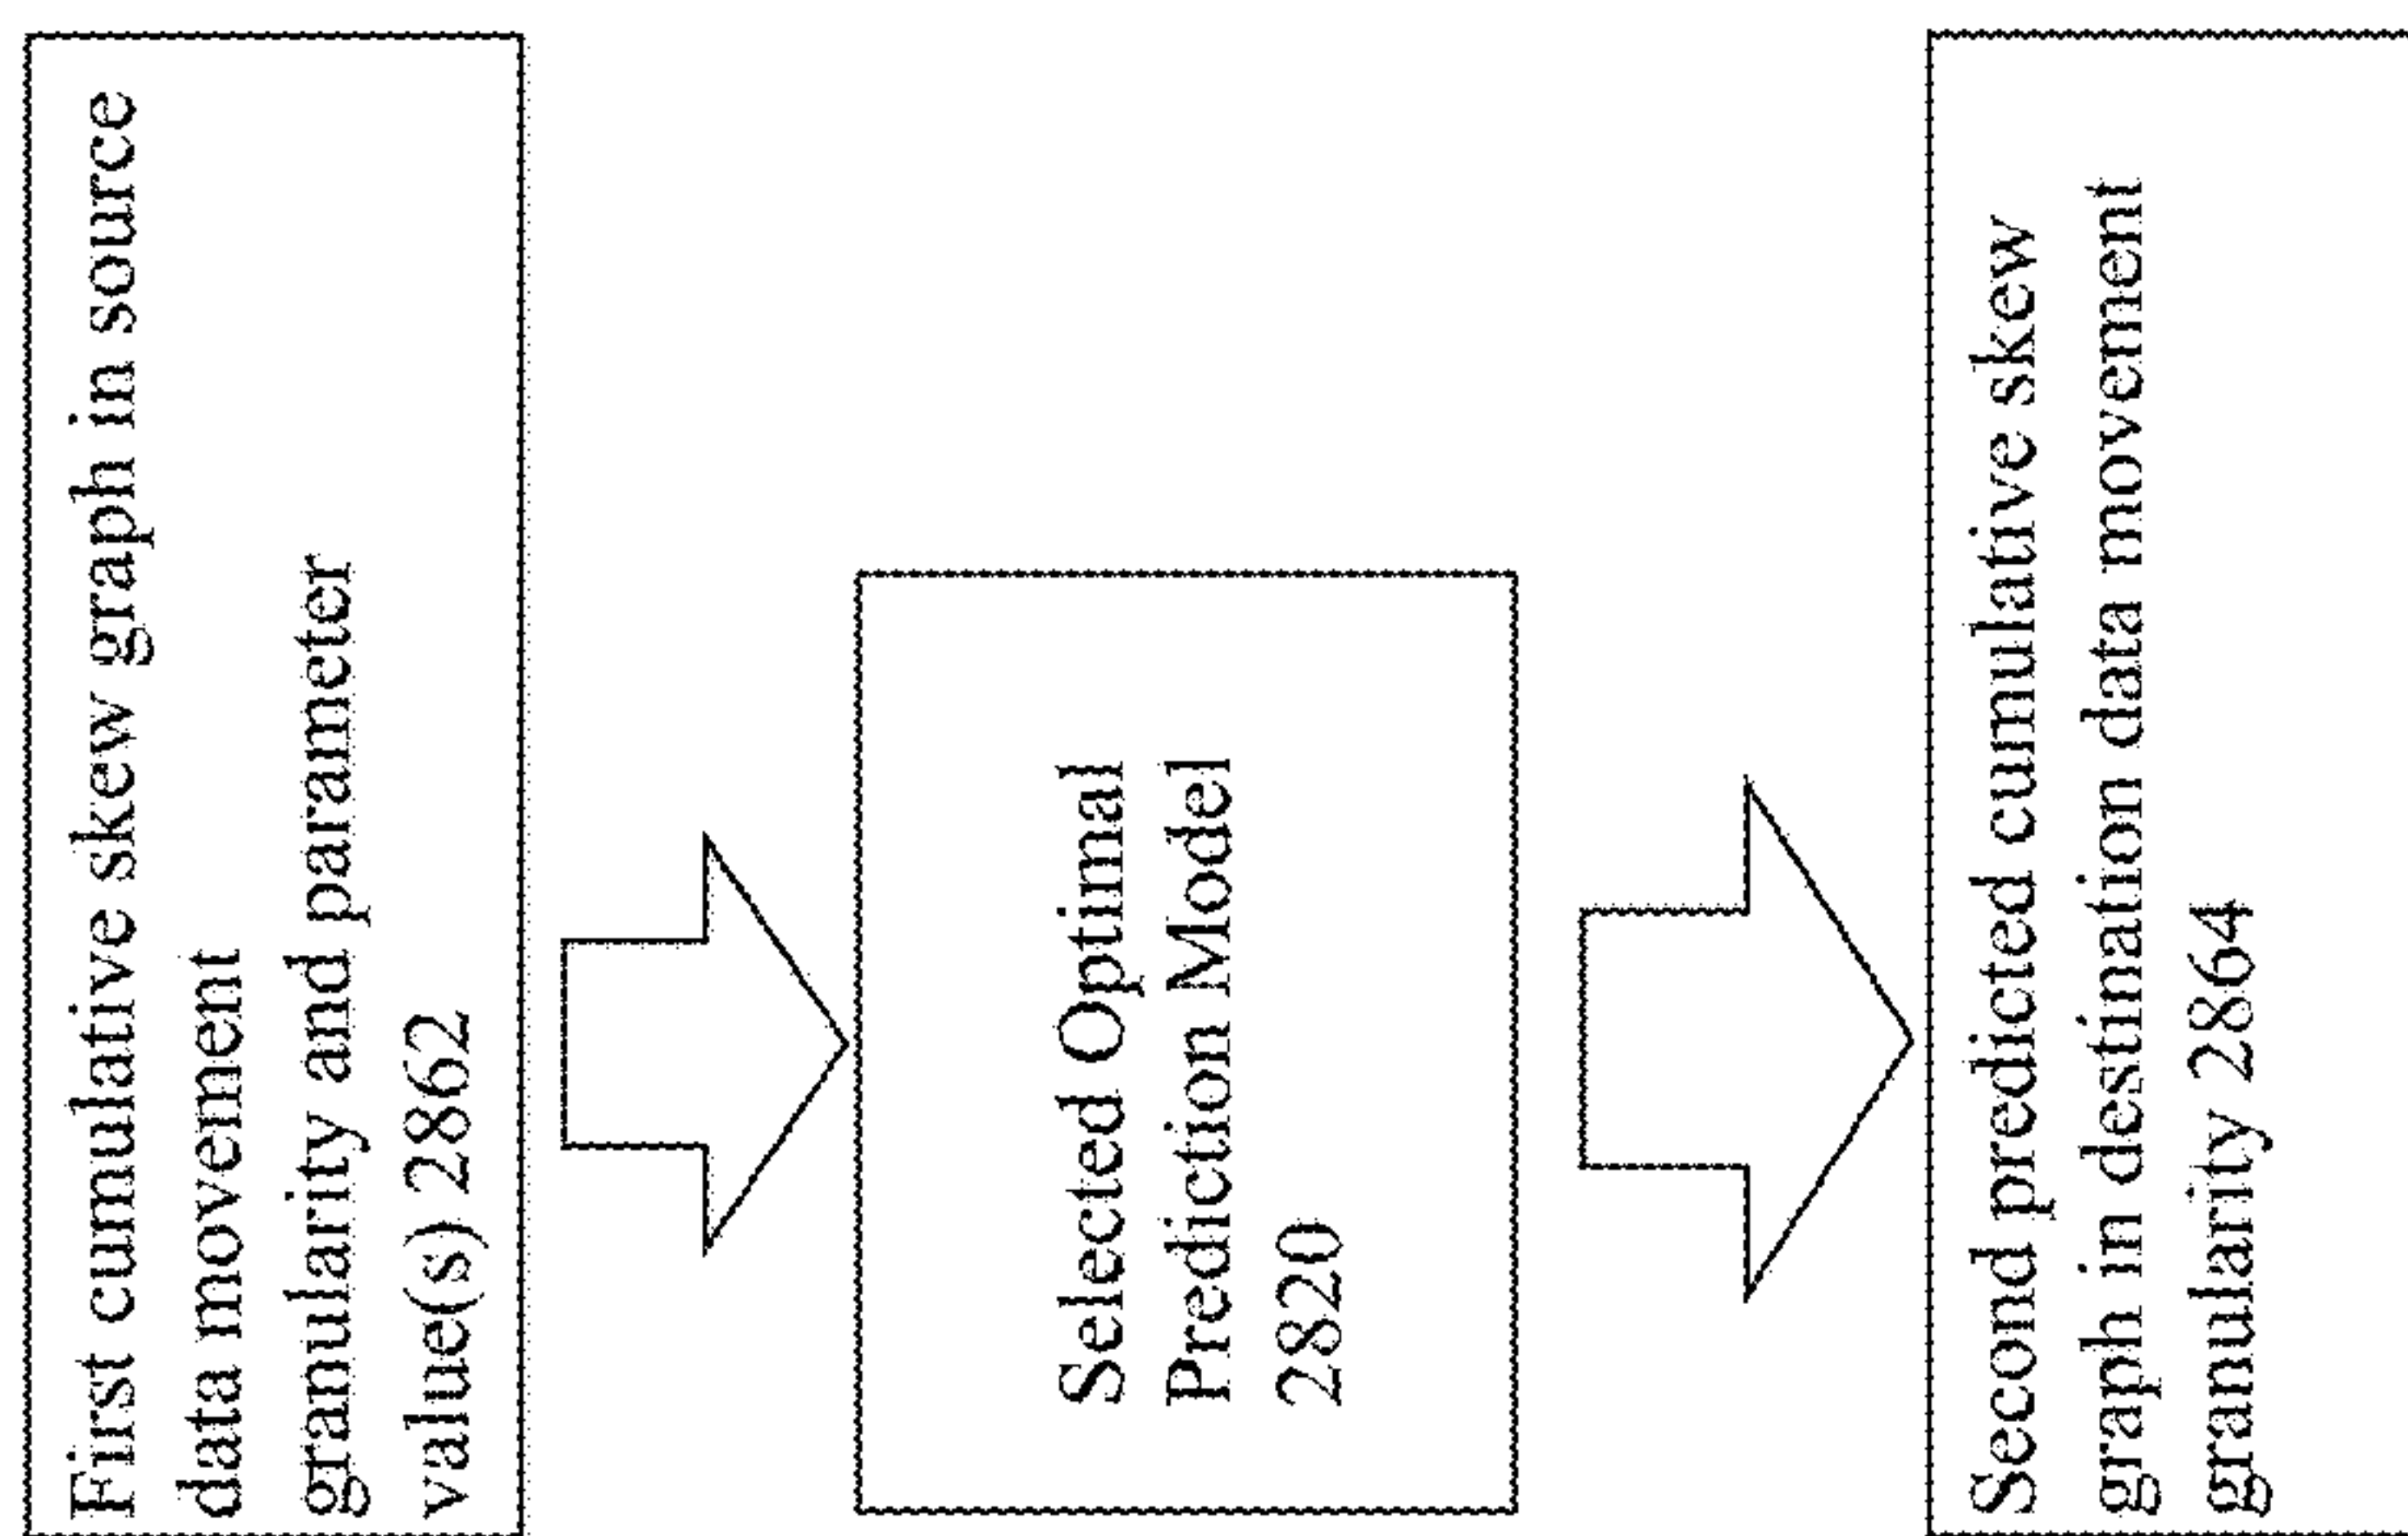 First cumulative skew graph in source
data movement
granularity and parameter
value(s) 2862
Selected Optimal
Prediction Model
2820
Second predicted cumulative skew
graph in destination data movement
granularity 2864